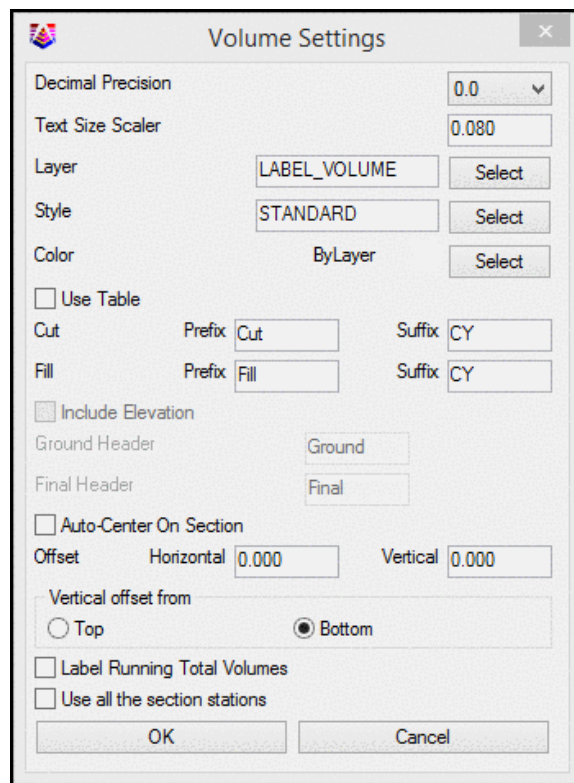 Volume Settings
Decimal Precision 0.0
Text Size Scaler 0.080
Layer LABEL_VOLUME Select
Style STANDARD Select
Color ByLayer Select
Use Table
Cut Prefix Cut Suffix CY
Fill Prefix Fill Suffix CY
Include Elevation
Ground Header Ground
Final Header Final
Auto-Center On Section
Offset Horizontal 0.000 Vertical 0.000
Vertical offset from
Top Bottom
Label Running Total Volumes
Use all the section stations
OK Cancel